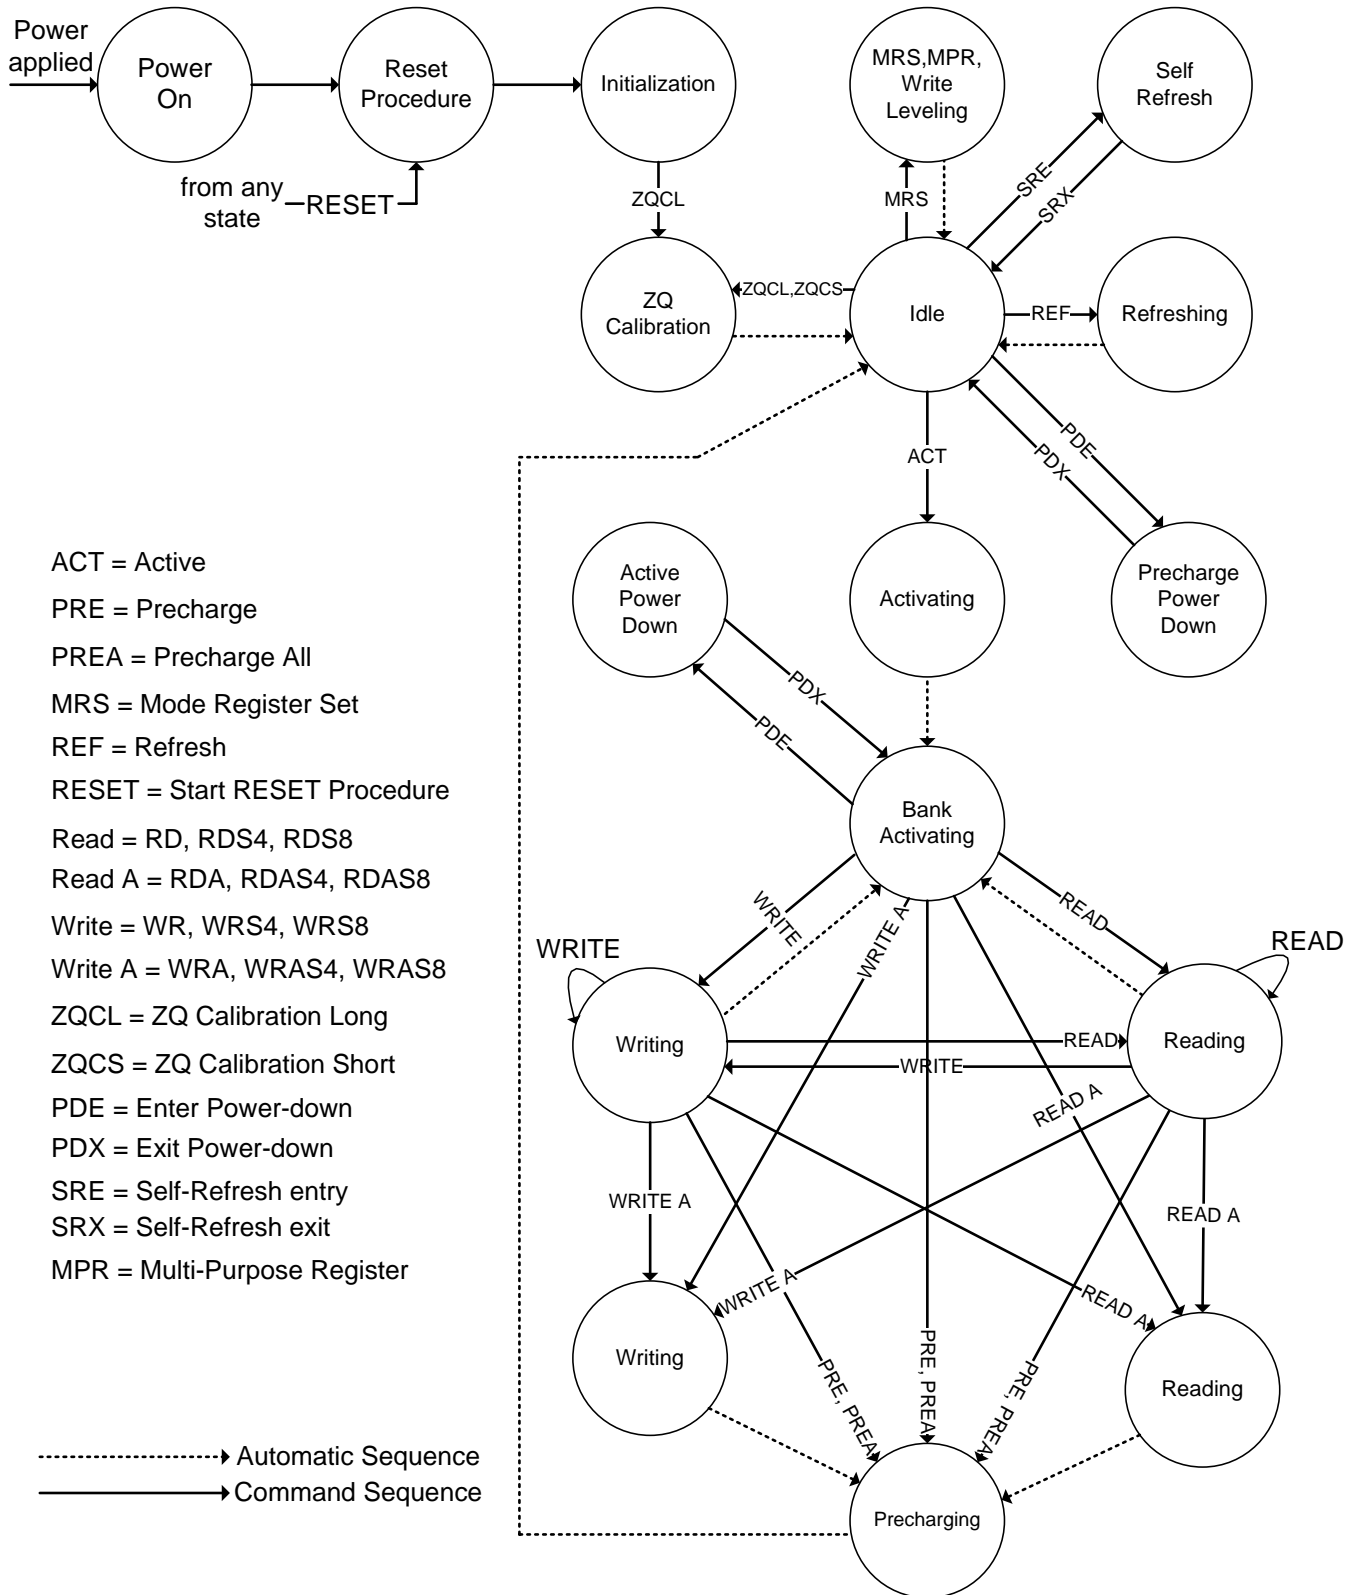 Power
applied
Power
On
Reset
Procedure
Initialization
MRS,MPR,
Write
Leveling
Self
Refresh
from any
state
RESET
ZQCL
MRS
SRE
SRX
ZQ
Calibration
ZQCL,ZQCS
Idle
REF
Refreshing
ACT
PDE
PDX
Active
Power
Down
Activating
Precharge
Power
Down
PDX
PDE
Bank
Activating
ACT = Active
PRE = Precharge
PREA = Precharge All
MRS = Mode Register Set
REF = Refresh
RESET = Start RESET Procedure
Read = RD, RDS4, RDS8
Read A = RDA, RDAS4, RDAS8
Write = WR, WRS4, WRS8
Write A = WRA, WRAS4, WRAS8
ZQCL = ZQ Calibration Long
ZQCS = ZQ Calibration Short
PDE = Enter Power-down
PDX = Exit Power-down
SRE = Self-Refresh entry
SRX = Self-Refresh exit
MPR = Multi-Purpose Register
WRITE
WRITE
WRITE A
READ
READ
Writing
READ
WRITE
Reading
READ A
WRITE A
READ A
WRITE A
READ A
Writing
PRE, PREA
PRE, PREA
PRE, PREA
Reading
Precharging
Automatic Sequence
Command Sequence